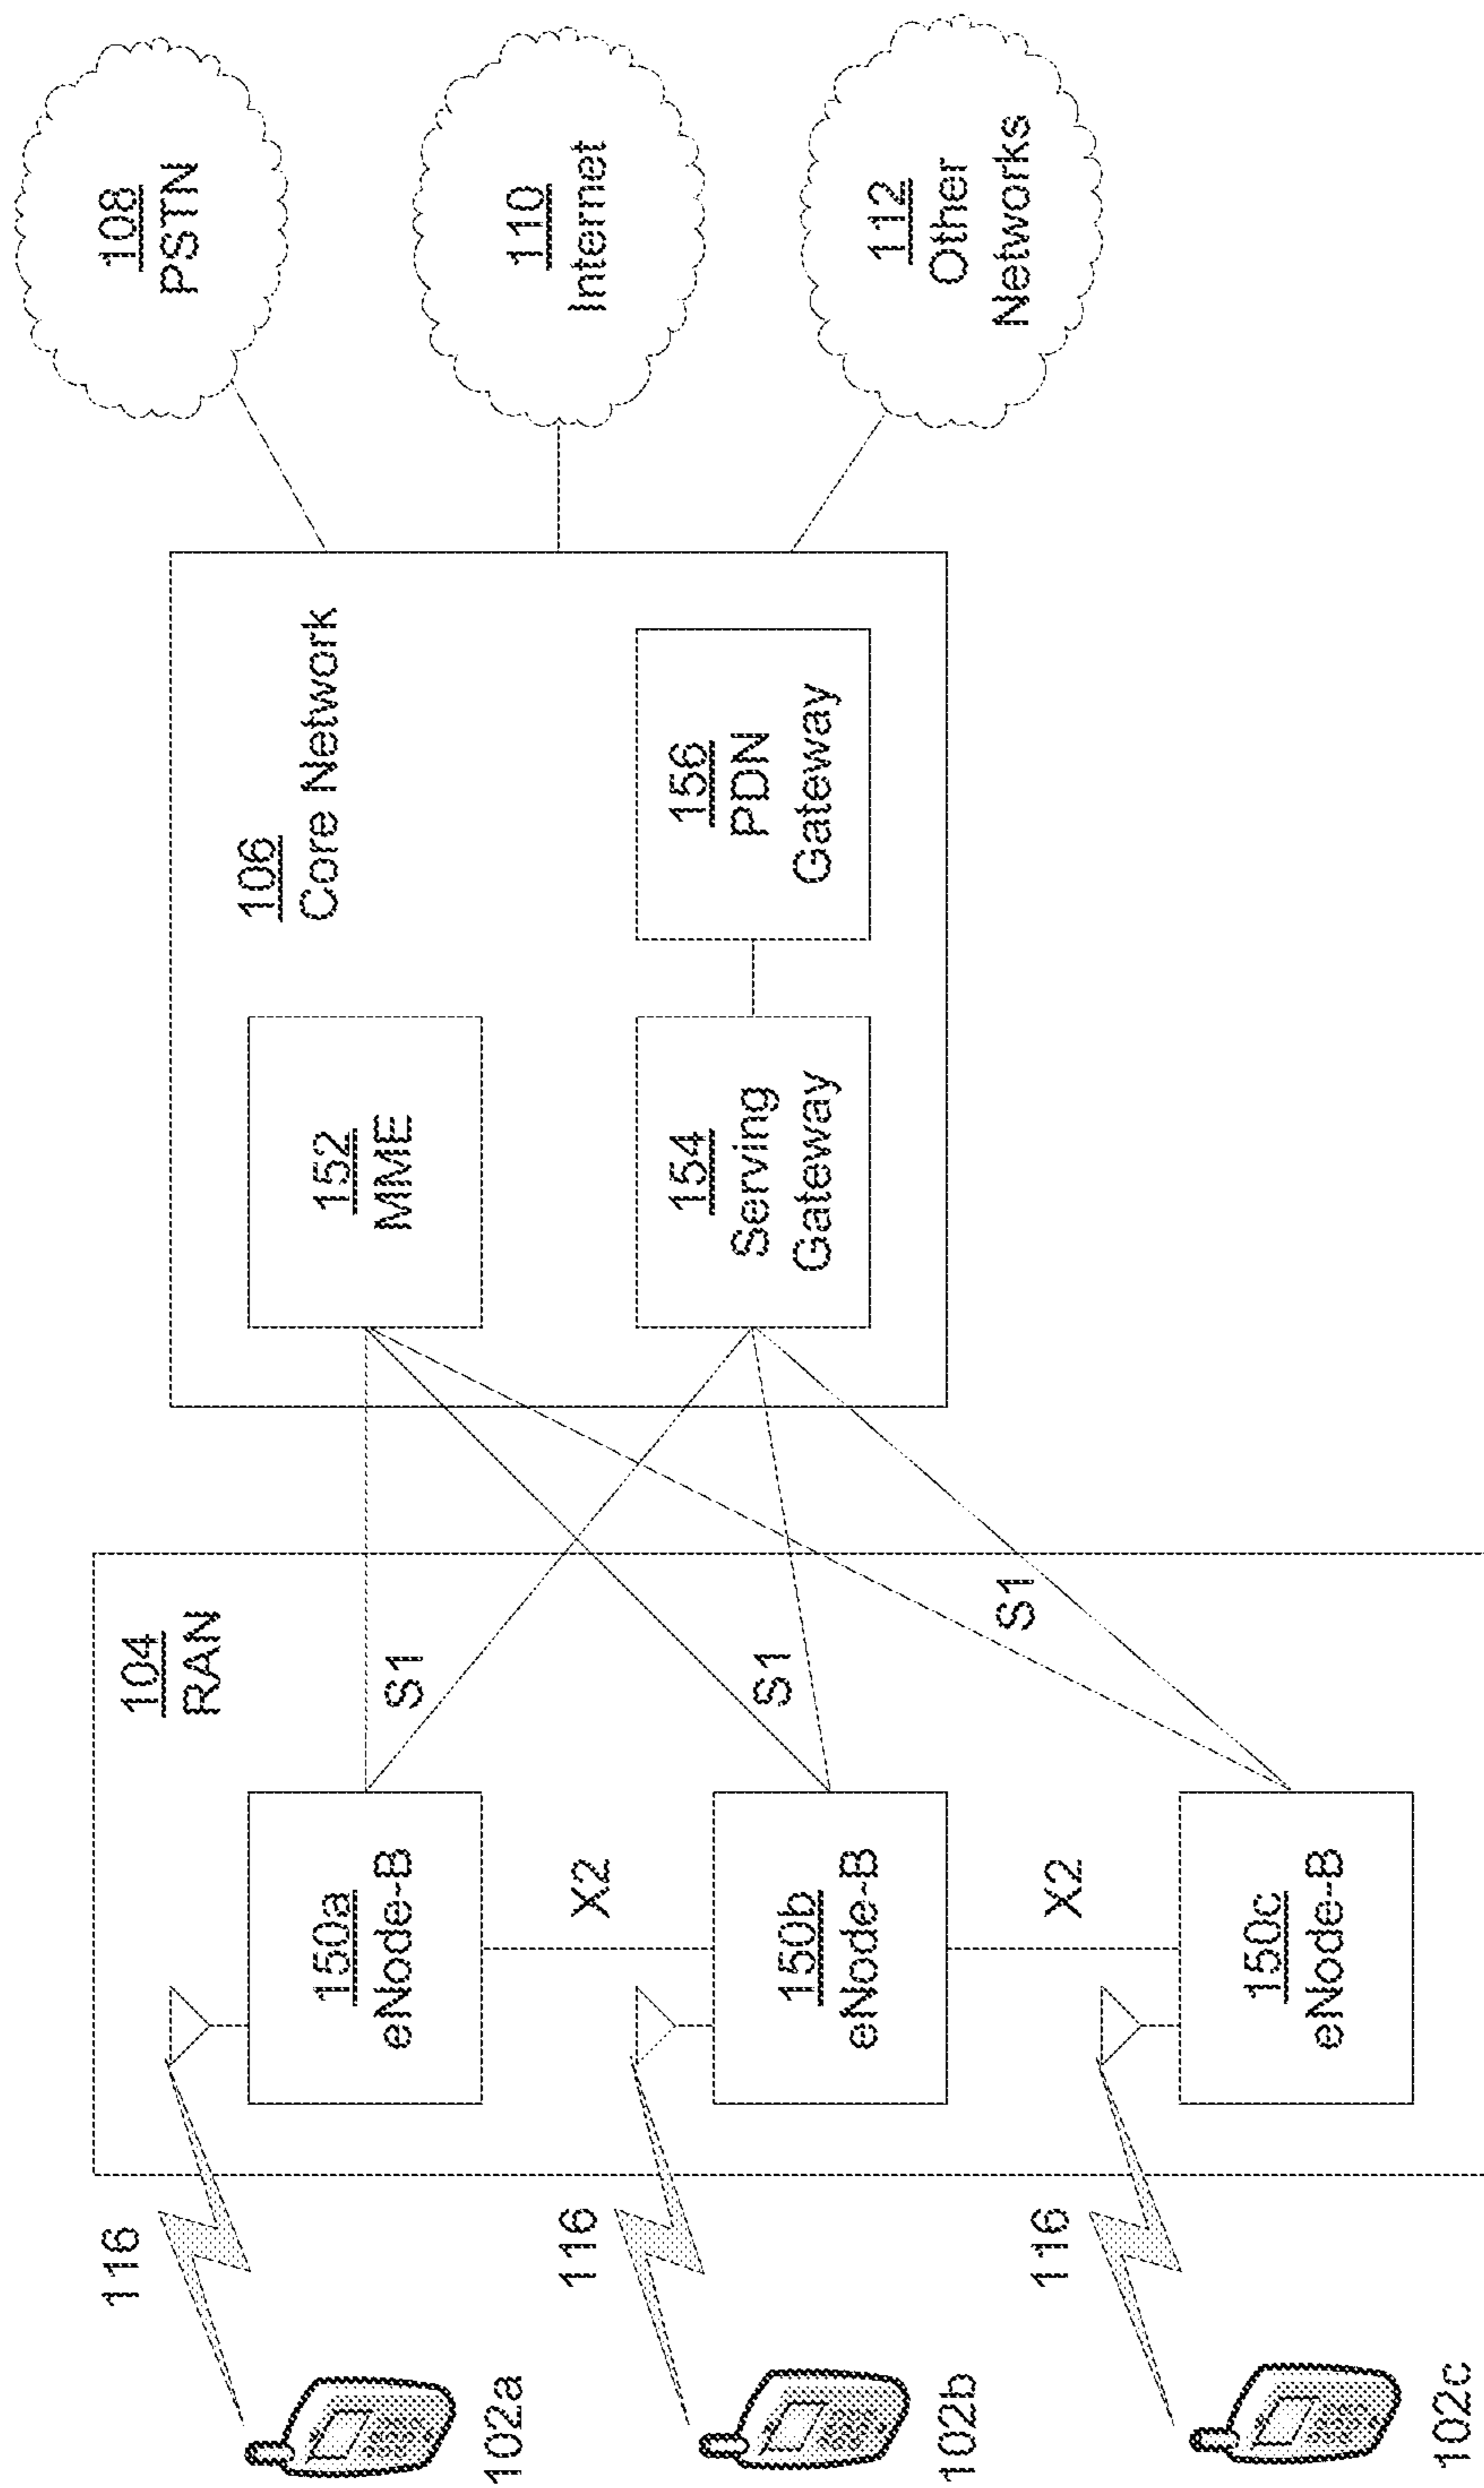 116
102a
116
102b
116
102c
104
RAN
150a
eNode-B
X2
150b
eNode-B
X2
150c
eNode-B
S1
S1
S1
106
Core Network
152
MME
154
Serving
Gateway
156
PDN
Gateway
108
PSTN
110
Internet
112
Other
Networks